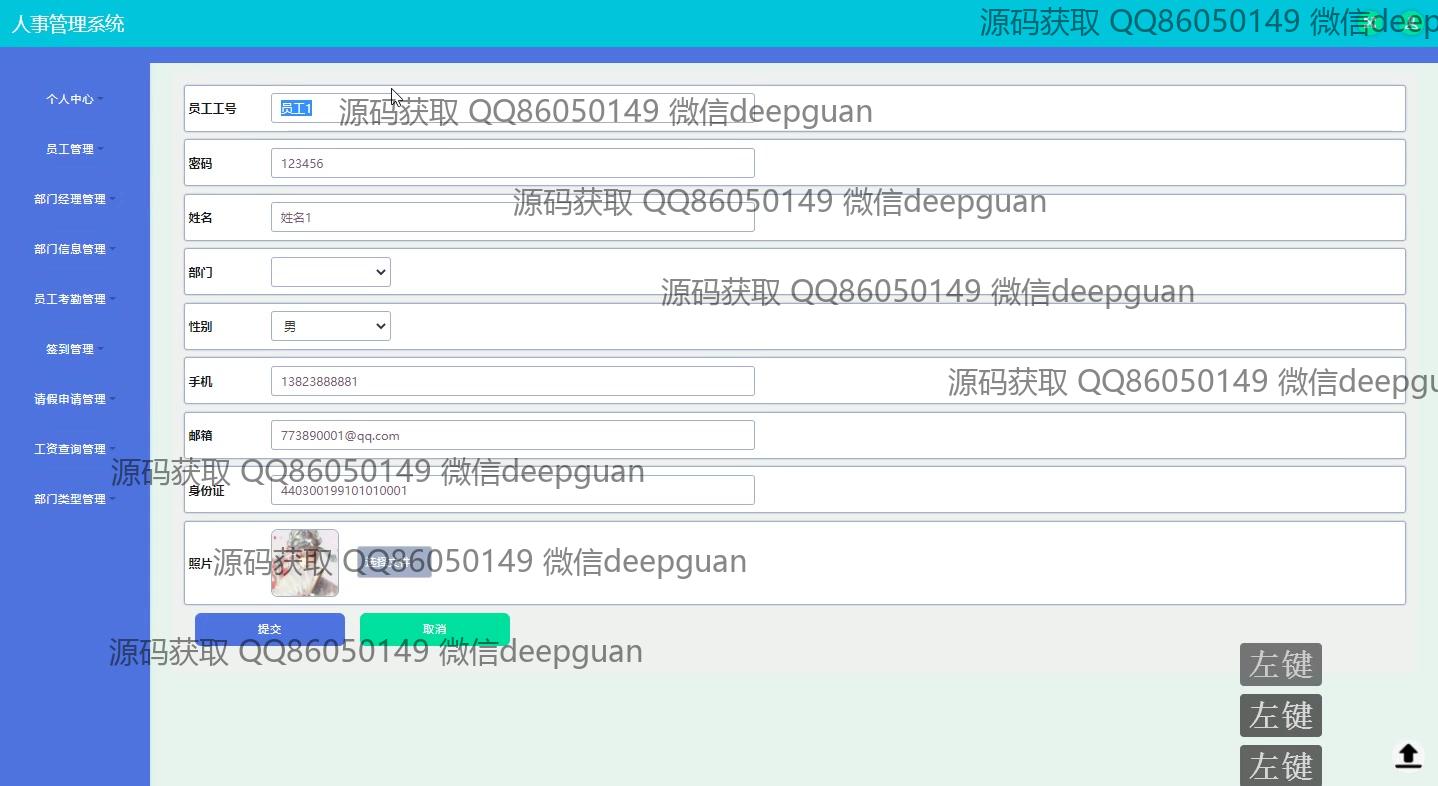 人事管理系统
源码获取 QQ86050149 微信deep
个人中心
员工管理
部门经理管理
部门信息管理
员工考勤管理
签到管理
请假申请管理
工资查询管理
部门类型管理
员工工号 员工1
源码获取 QQ86050149 微信deepguan
密码 123456
源码获取 QQ86050149 微信deepguan
姓名 姓名1
部门
源码获取 QQ86050149 微信deepguan
性别 男
手机 13823888881
源码获取 QQ86050149 微信deepgu
邮箱 773890001@qq.com
源码获取 QQ86050149 微信deepguan
身份证 440300199101010001
照片 选择文件
源码获取 QQ86050149 微信deepguan
提交 取消
源码获取 QQ86050149 微信deepguan
左键
左键
左键